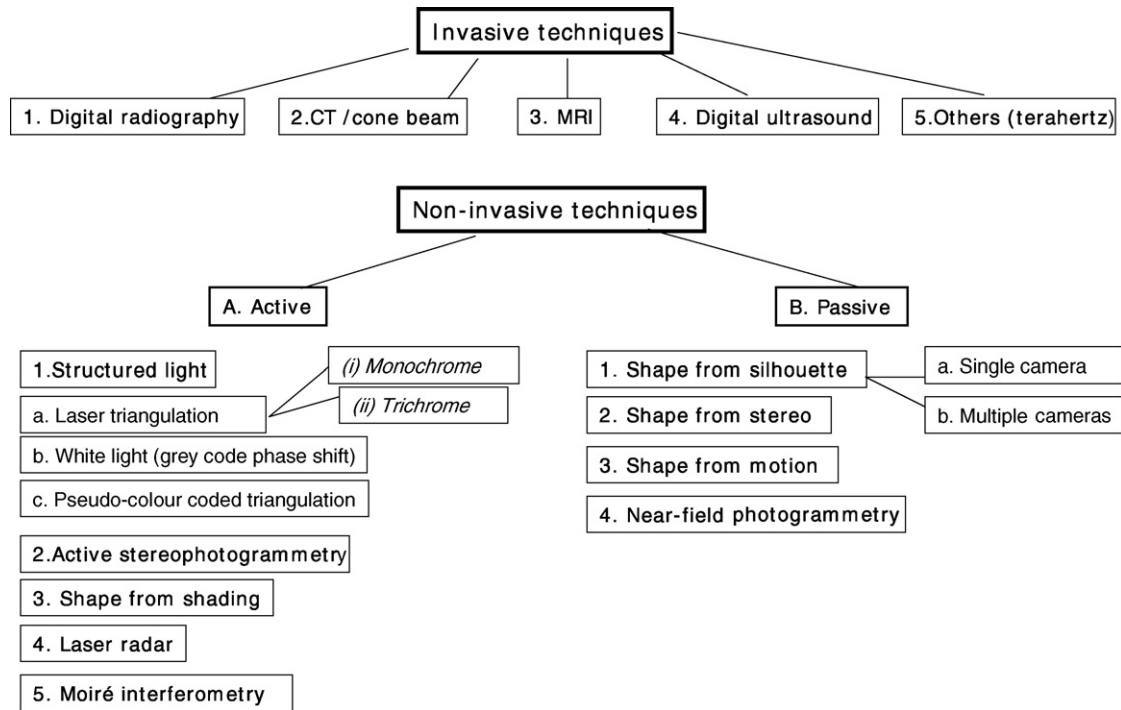 Invasive techniques
1. Digital radiography
2.CT /cone beam
3. MRI
4. Digital ultrasound
5.Others (terahertz)
Non-invasive techniques
A. Active
B. Passive
1.Structured light
(i) Monochrome
a. Laser triangulation
(ii) Trichrome
b. White light (grey code phase shift)
c. Pseudo-colour coded triangulation
2.Active stereophotogrammetry
3. Shape from shading
4. Laser radar
5. Moiré interferometry
1. Shape from silhouette
a. Single camera
b. Multiple cameras
2. Shape from stereo
3. Shape from motion
4. Near-field photogrammetry